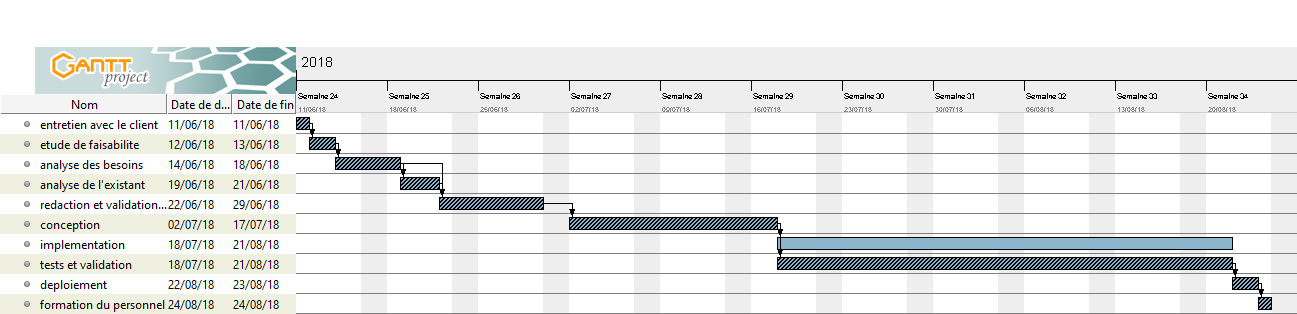 GANTT
project
2018
Semaine 24 Semaine 25 Semaine 26 Semaine 27 Semaine 28 Semaine 29 Semaine 30 Semaine 31 Semaine 32 Semaine 33 Semaine 34
11/06/18 18/06/18 25/06/18 02/07/18 09/07/18 16/07/18 23/07/18 30/07/18 06/08/18 13/08/18 20/08/18
Nom Date de d... Date de fin
entretien avec le client 11/06/18 11/06/18
etude de faisabilite 12/06/18 13/06/18
analyse des besoins 14/06/18 18/06/18
analyse de l'existant 19/06/18 21/06/18
redaction et validation... 22/06/18 29/06/18
conception 02/07/18 17/07/18
implementation 18/07/18 21/08/18
tests et validation 18/07/18 21/08/18
deploiement 22/08/18 23/08/18
formation du personnel 24/08/18 24/08/18